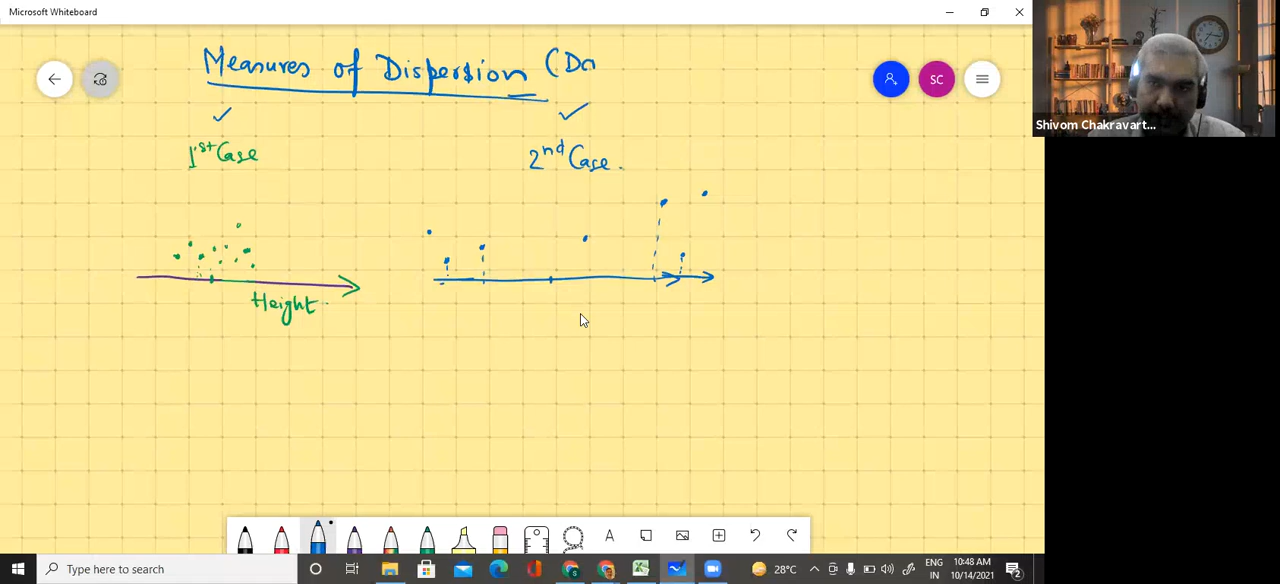 Microsoft Whiteboard
Measures of Dispersion (Da
SC
Shivom Chakravart...
1st Case
2nd Case.
Height
A
Type here to search
28°C
ENG
IN
10:48 AM
10/14/2021
2